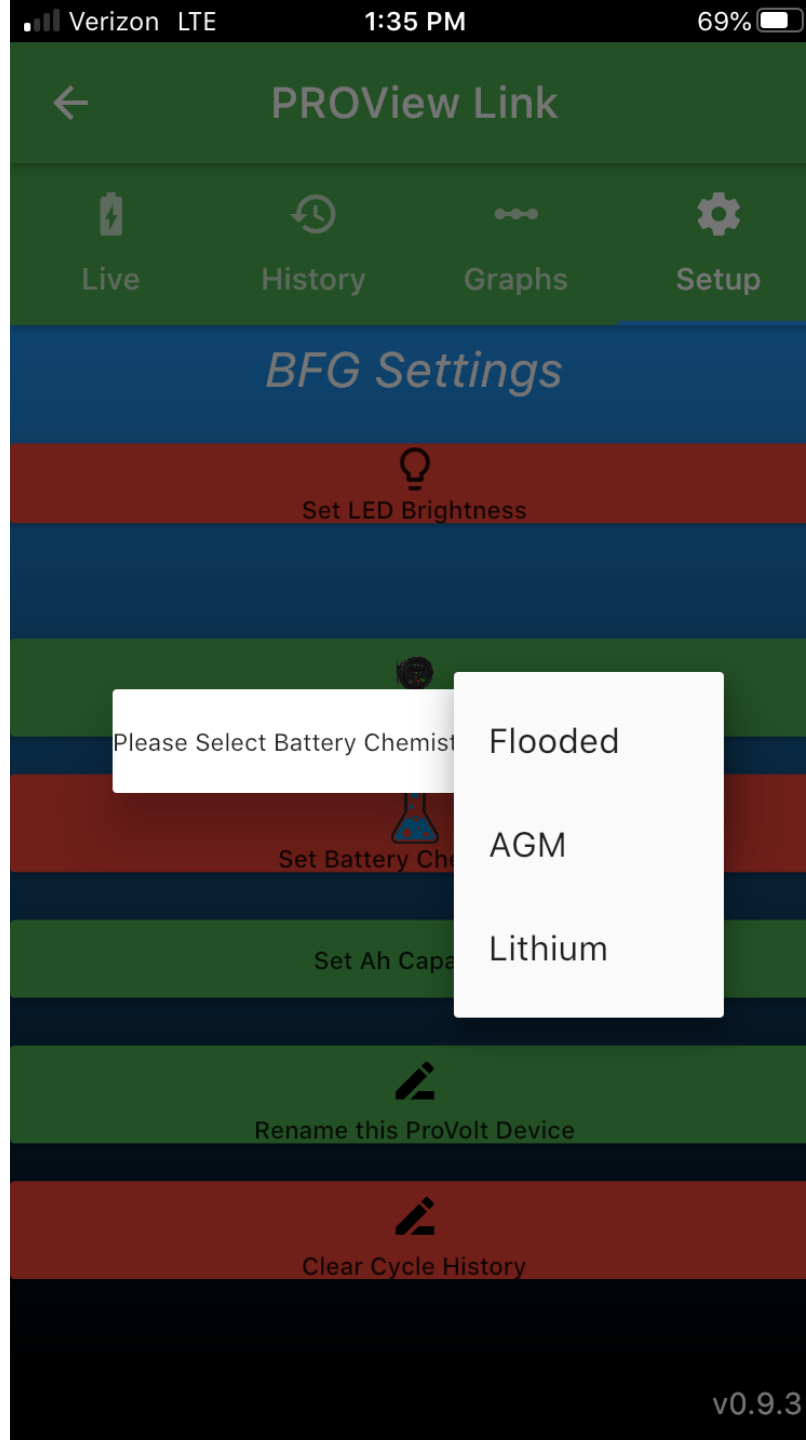 Verizon LTE 1:35 PM 69%
PROView Link
Live History Graphs Setup
BFG Settings
Set LED Brightness
Please Select Battery Chemist
Flooded
AGM
Lithium
Set Battery Che
Set Ah Capa
Rename this ProVolt Device
Clear Cycle History
v0.9.3